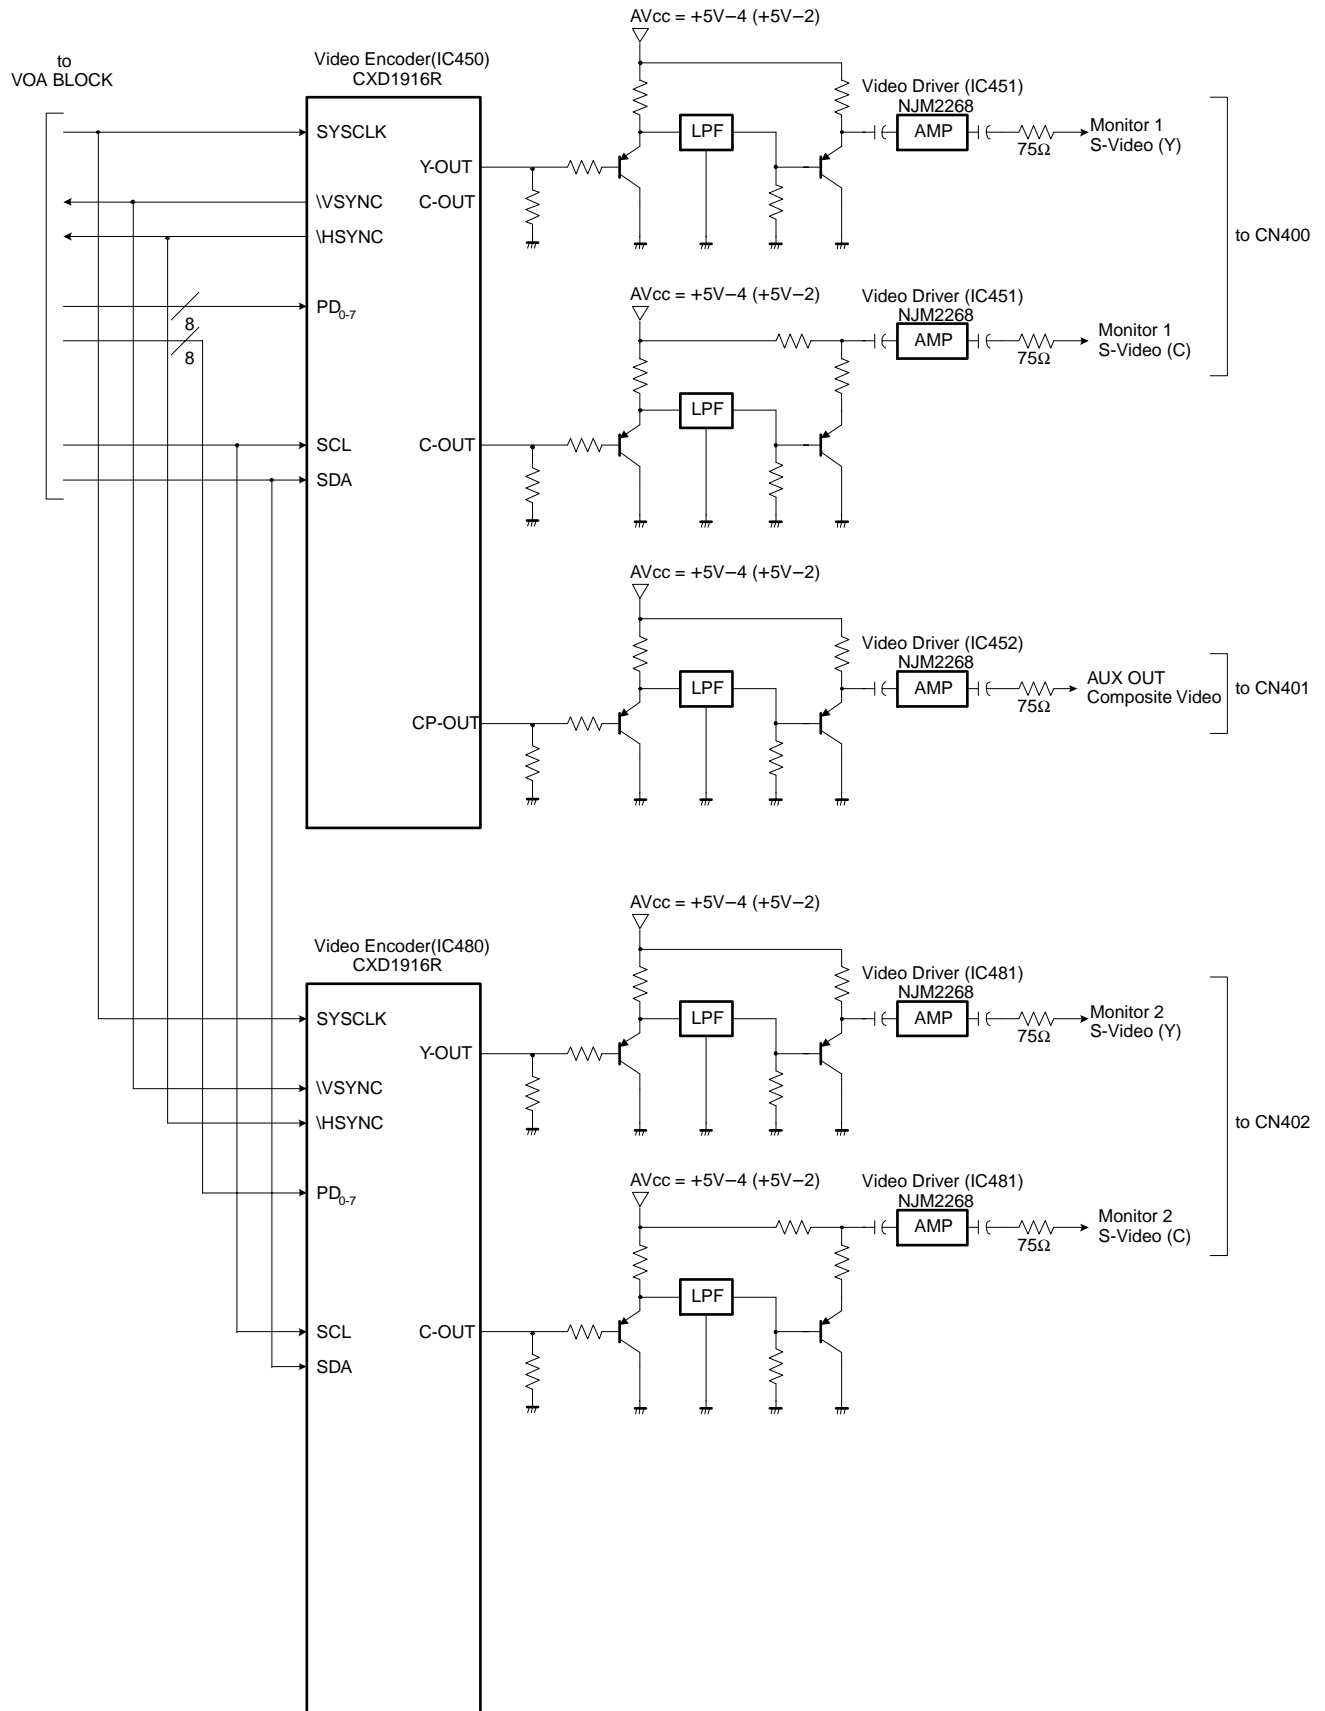 AVcc = +5V−4 (+5V−2)
to
VOA BLOCK
Video Encoder(IC450)
CXD1916R
Video Driver (IC451)
NJM2268
SYSCLK
LPF
AMP
75Ω
Monitor 1
S-Video (Y)
Y-OUT
\VSYNC
C-OUT
\HSYNC
to CN400
AVcc = +5V−4 (+5V−2)
Video Driver (IC451)
NJM2268
PD0-7
8
8
AMP
75Ω
Monitor 1
S-Video (C)
LPF
SCL
C-OUT
SDA
AVcc = +5V−4 (+5V−2)
Video Driver (IC452)
NJM2268
LPF
AMP
75Ω
AUX OUT
Composite Video
to CN401
CP-OUT
AVcc = +5V−4 (+5V−2)
Video Encoder(IC480)
CXD1916R
Video Driver (IC481)
NJM2268
SYSCLK
LPF
AMP
75Ω
Monitor 2
S-Video (Y)
Y-OUT
\VSYNC
\HSYNC
to CN402
AVcc = +5V−4 (+5V−2)
Video Driver (IC481)
NJM2268
PD0-7
AMP
75Ω
Monitor 2
S-Video (C)
LPF
SCL
C-OUT
SDA